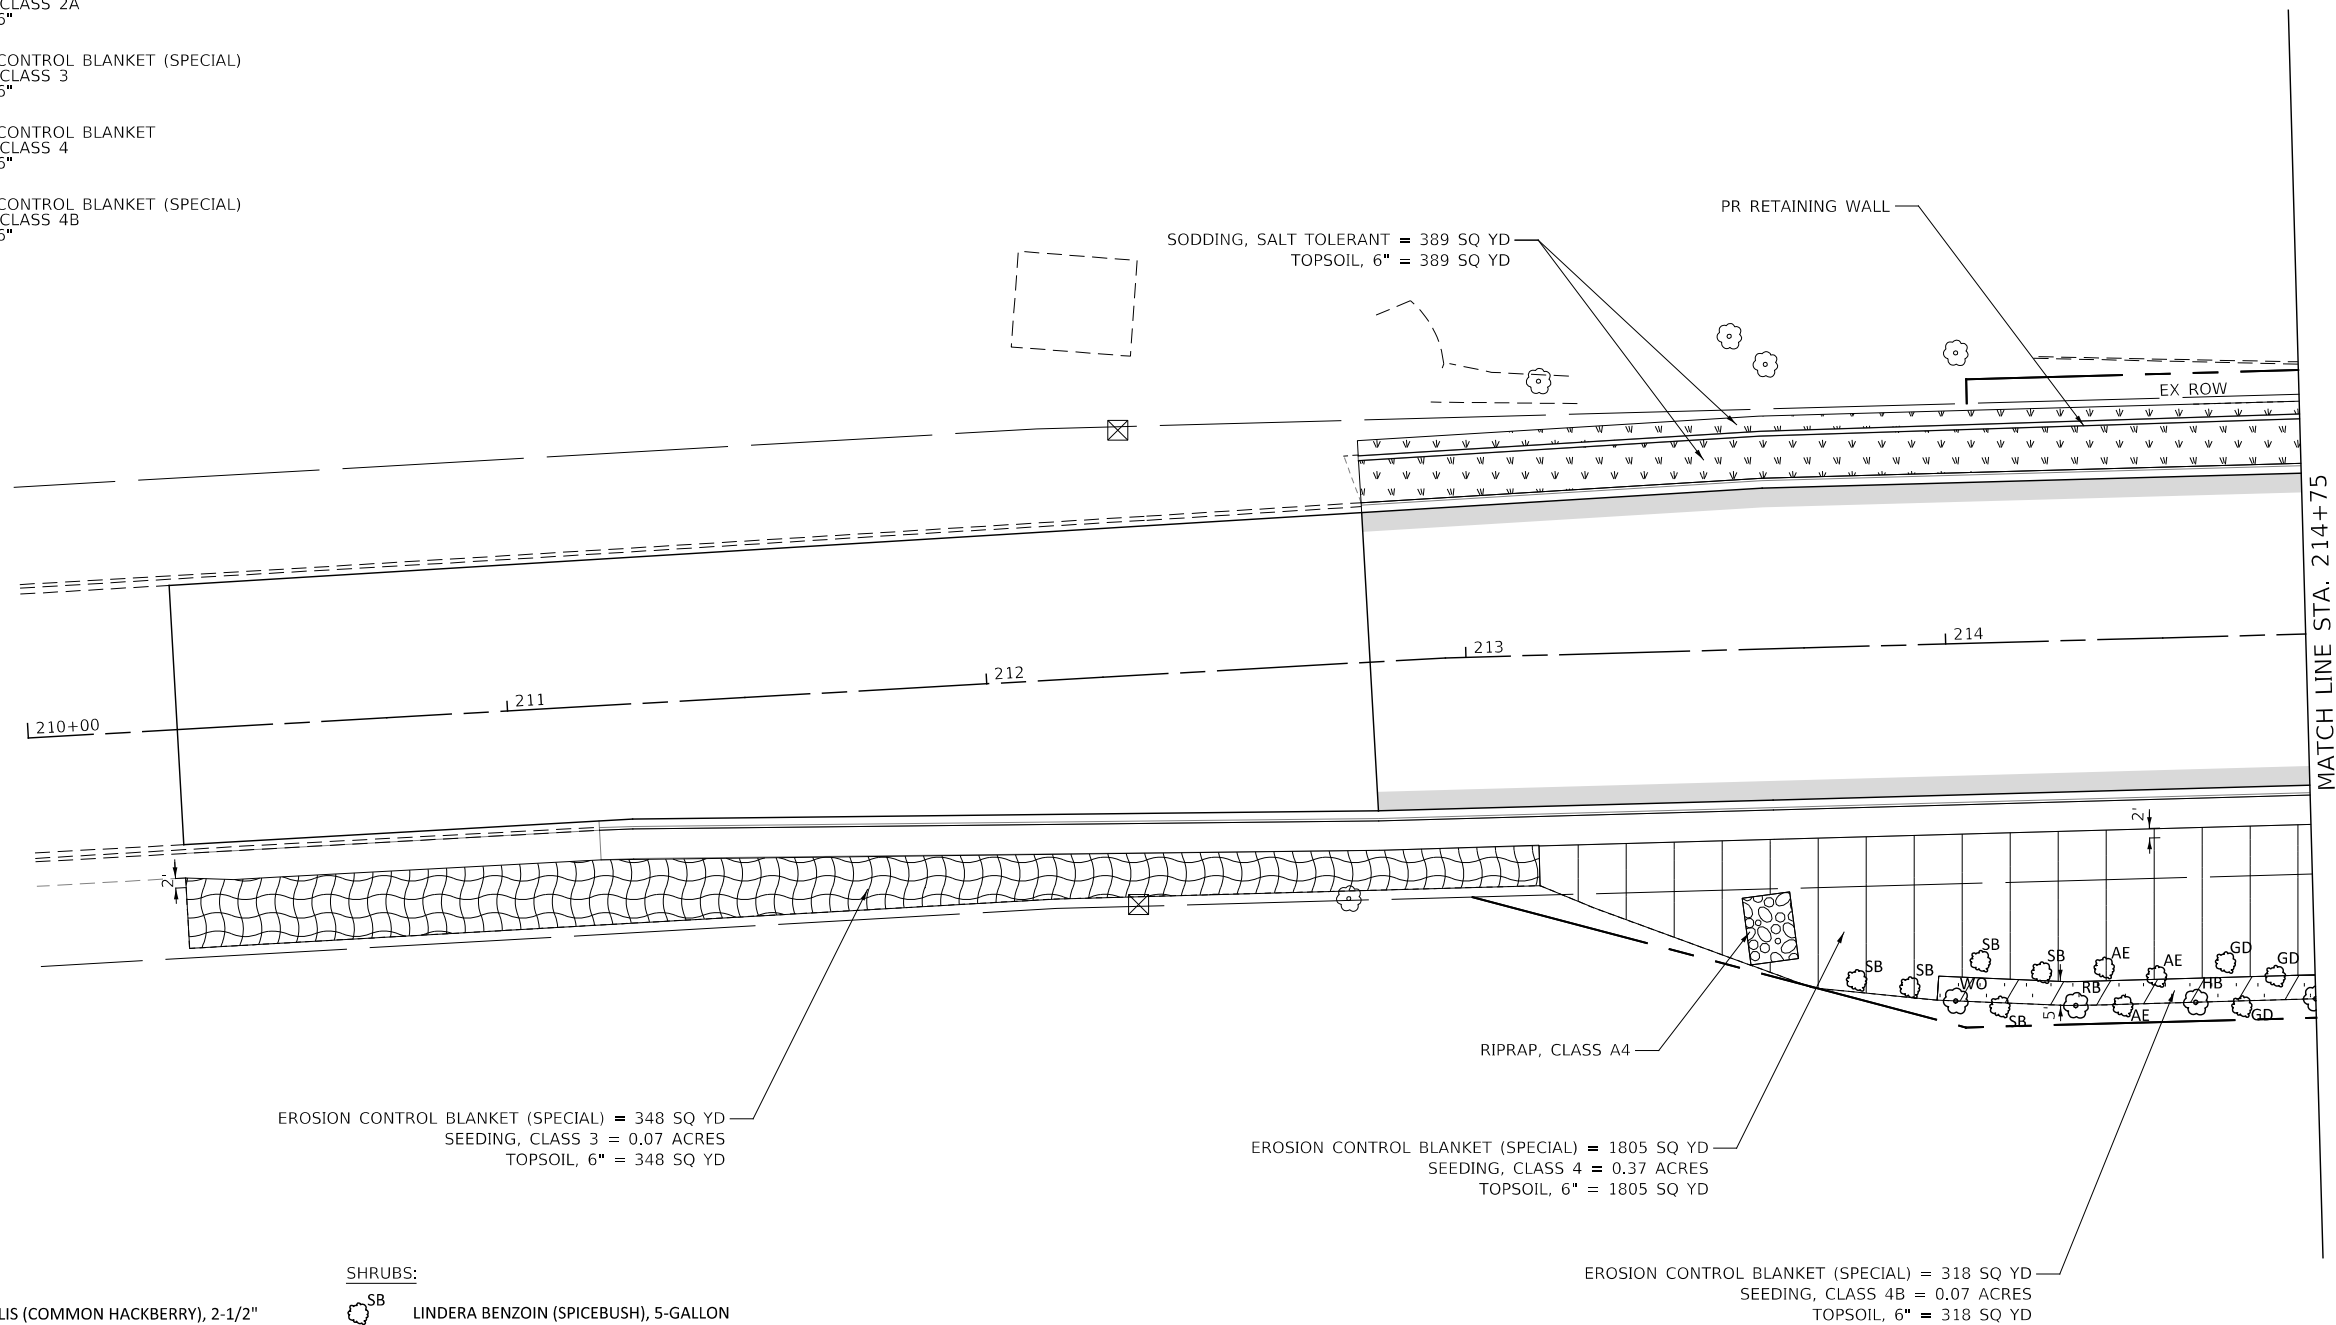 CLASS 2A
6"
CONTROL BLANKET (SPECIAL)
CLASS 3
6"
CONTROL BLANKET
CLASS 4
6"
CONTROL BLANKET (SPECIAL)
CLASS 4B
6"
PR RETAINING WALL
SODDING, SALT TOLERANT = 389 SQ YD
TOPSOIL, 6" = 389 SQ YD
EX ROW
MATCH LINE STA. 214+75
214
213
212
211
210+00
2'
2'
SB
SB
AE
AE
GD
GD
SB
SB
WO
RB
HB
SB
5'
AE
GD
RIPRAP, CLASS A4
EROSION CONTROL BLANKET (SPECIAL) = 348 SQ YD
SEEDING, CLASS 3 = 0.07 ACRES
TOPSOIL, 6" = 348 SQ YD
EROSION CONTROL BLANKET (SPECIAL) = 1805 SQ YD
SEEDING, CLASS 4 = 0.37 ACRES
TOPSOIL, 6" = 1805 SQ YD
EROSION CONTROL BLANKET (SPECIAL) = 318 SQ YD
SEEDING, CLASS 4B = 0.07 ACRES
TOPSOIL, 6" = 318 SQ YD
SHRUBS:
LIS (COMMON HACKBERRY), 2-1/2"
SB LINDERA BENZOIN (SPICEBUSH), 5-GALLON